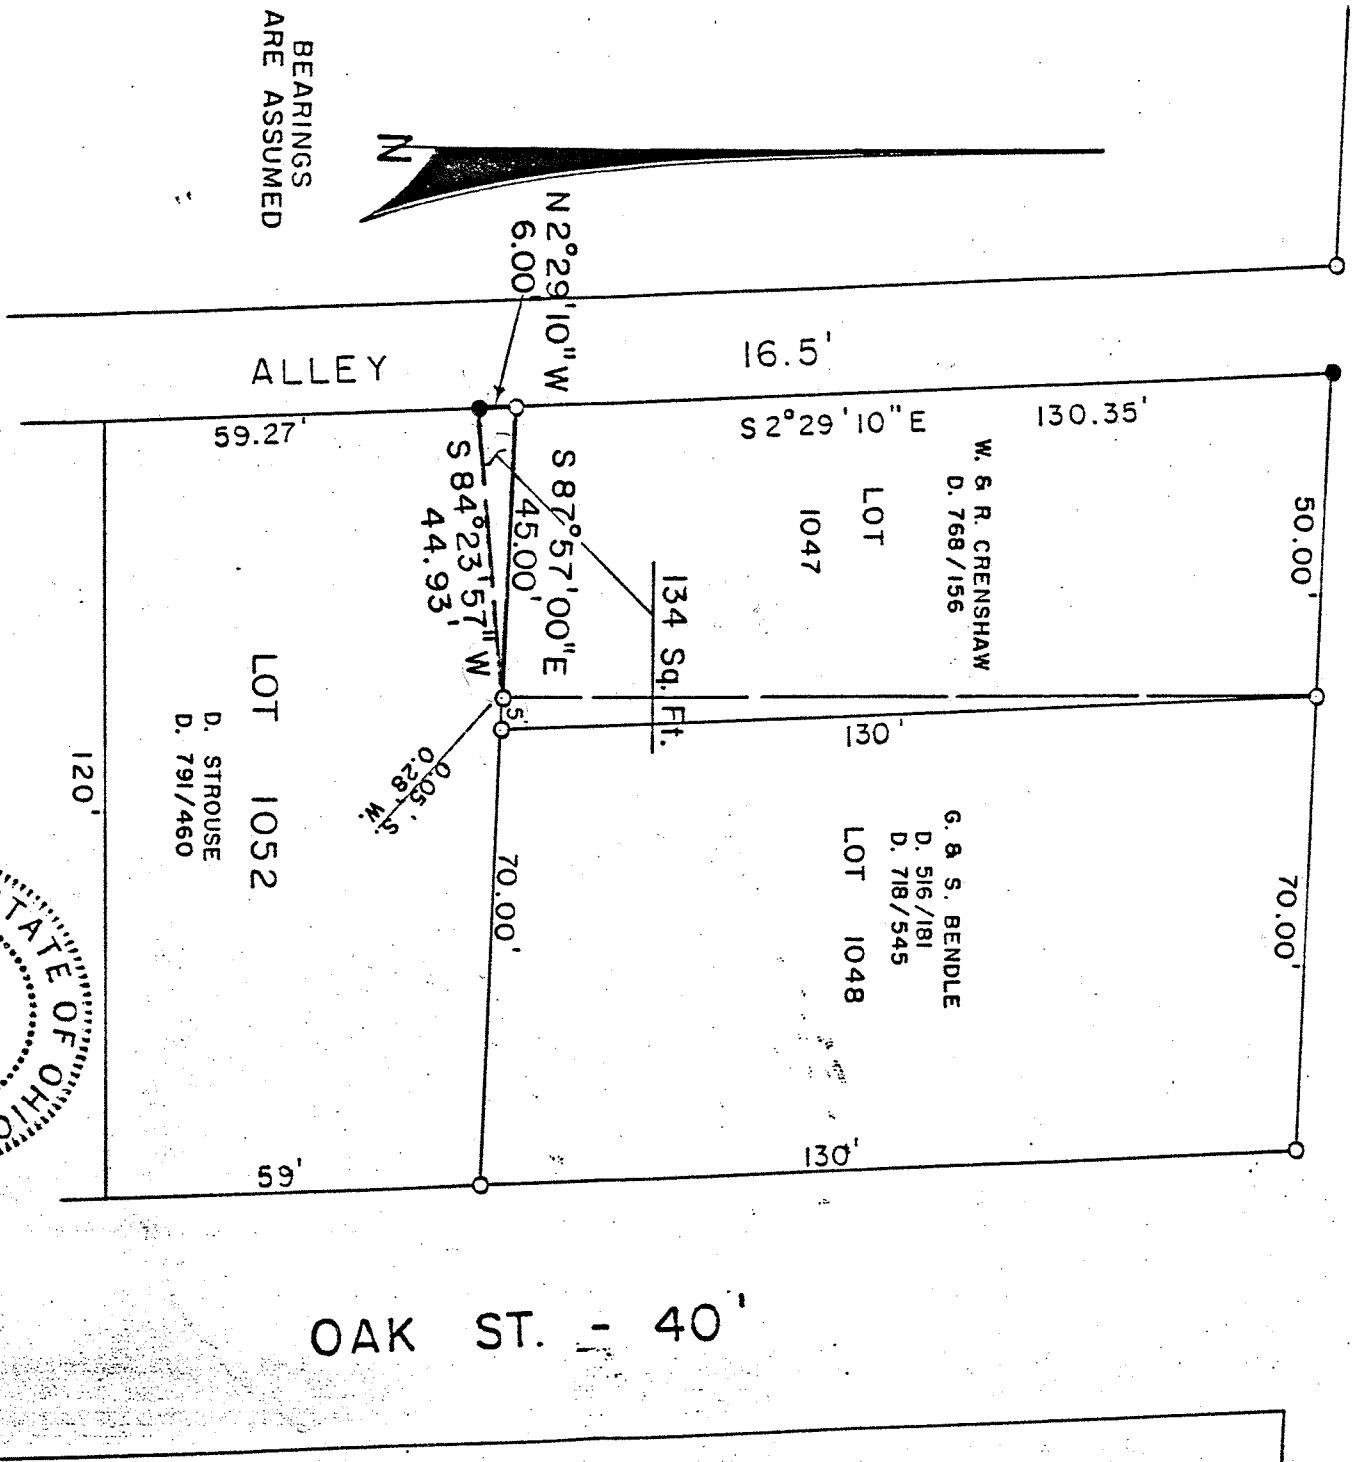 BEARINGS
ARE ASSUMED
N
N 2°29'10" W
6.00'
ALLEY
16.5'
59.27'
S 2°29'10" E
130.35'
S 87°57'00" E
45.00'
S 84°23'57" W
44.93'
134 Sq. Ft.
LOT
1047
W. & R. CRENSHAW
D. 768/156
50.00'
5'
130'
0.05' S.
0.28' W.
LOT 1052
D. STROUSE
D. 791/460
120'
70.00'
G. & S. BENDLE
D. 516/181
D. 718/545
LOT 1048
70.00'
59'
130'
STATE OF OHIO
OAK ST. - 40'